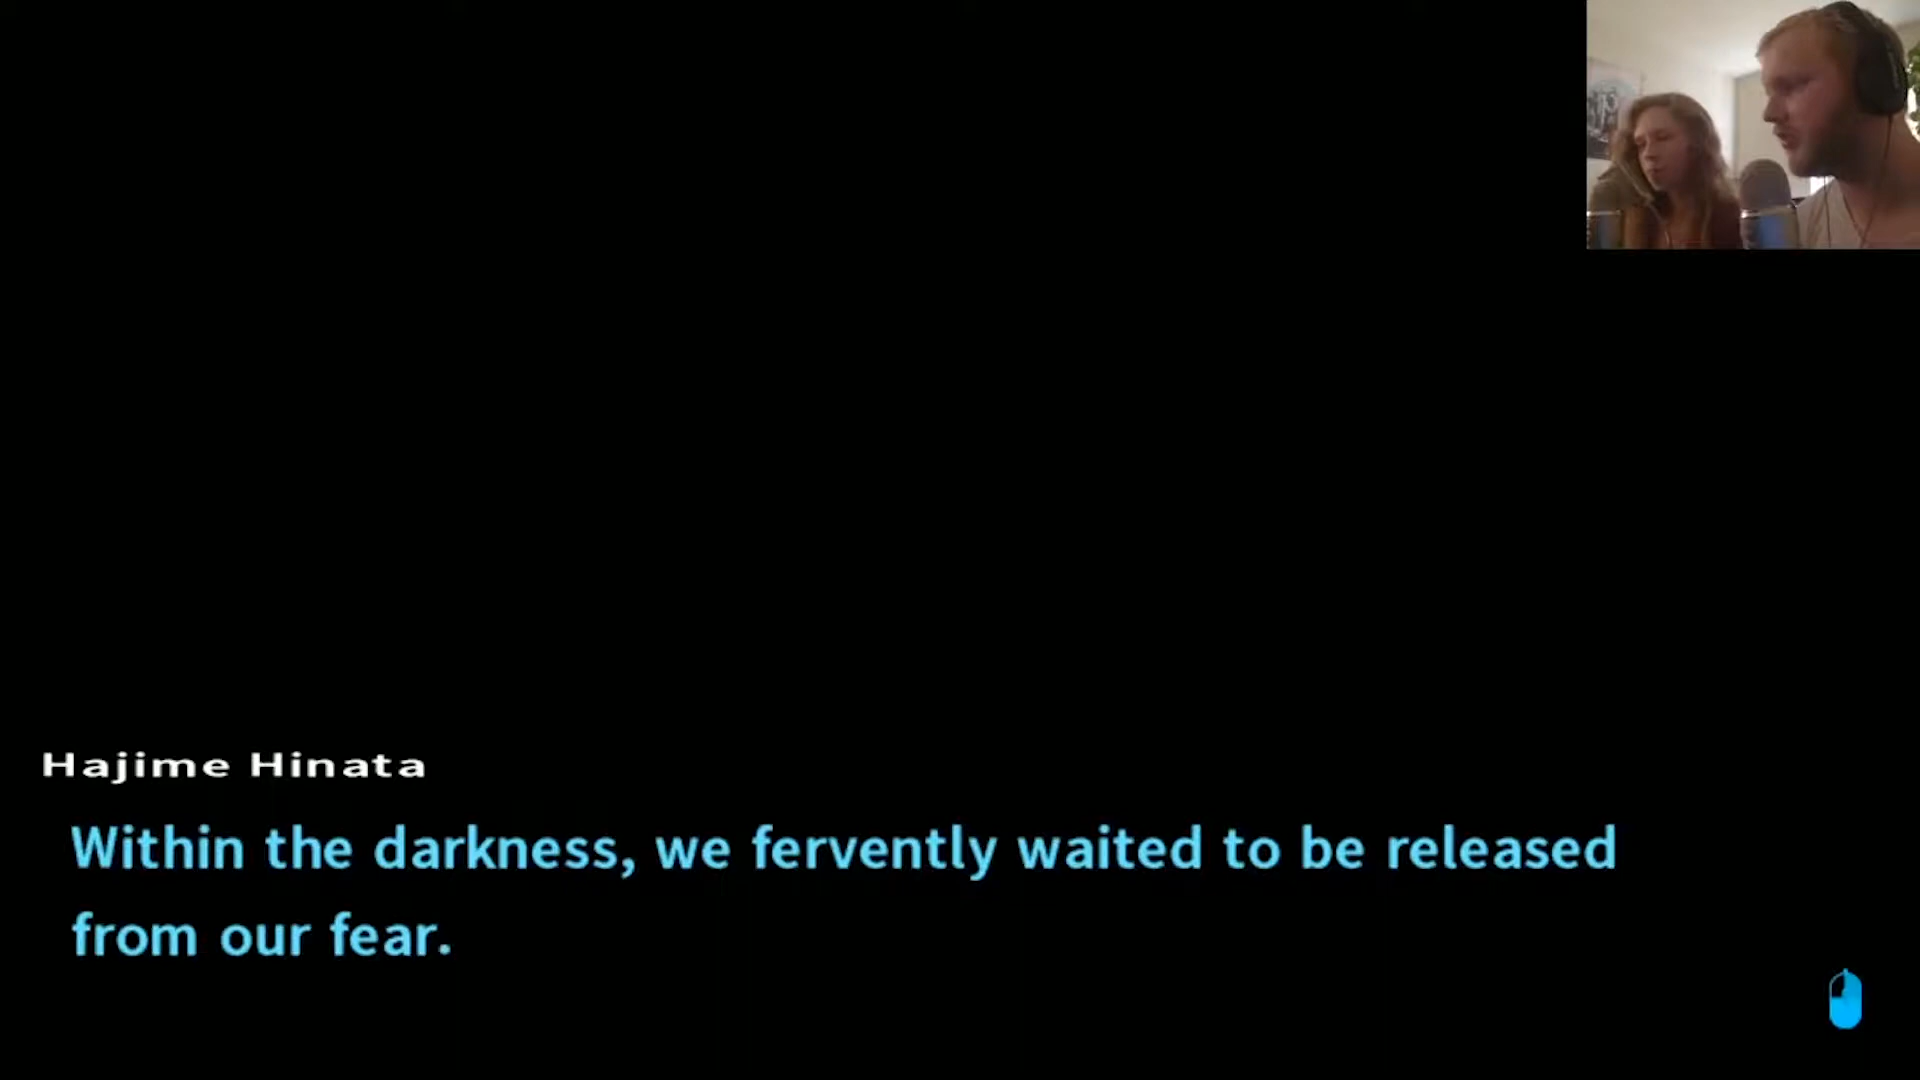 Hajime Hinata
Within the darkness, we fervently waited to be released
from our fear.